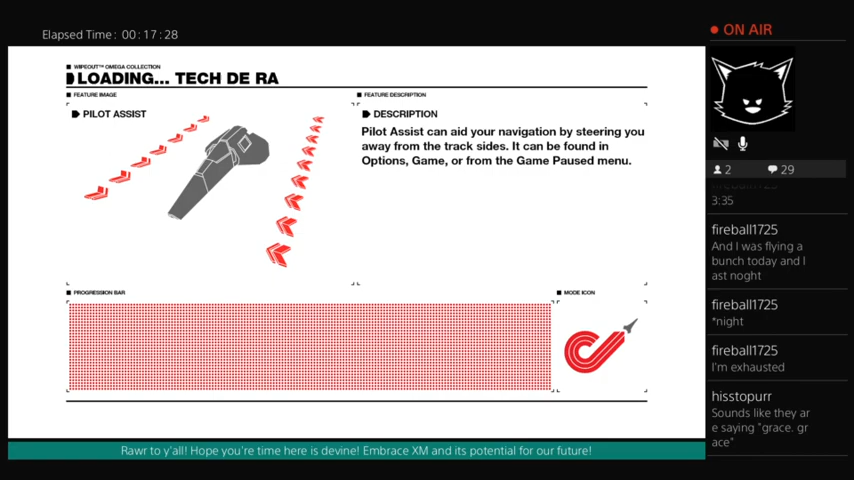 Elapsed Time: 00:17:28
ON AIR
WIPEOUT™ OMEGA COLLECTION
LOADING... TECH DE RA
FEATURE IMAGE
FEATURE DESCRIPTION
PILOT ASSIST
DESCRIPTION
Pilot Assist can aid your navigation by steering you
away from the track sides. It can be found in
Options, Game, or from the Game Paused menu.
PROGRESSION BAR
MODE ICON
2
29
fireball1725
3:35
fireball1725
And I was flying a
bunch today and l
ast noght
fireball1725
*night
fireball1725
I'm exhausted
hisstopurr
Sounds like they ar
e saying "grace. gr
ace"
Rawr to y'all! Hope you're time here is devine! Embrace XM and its potential for our future!